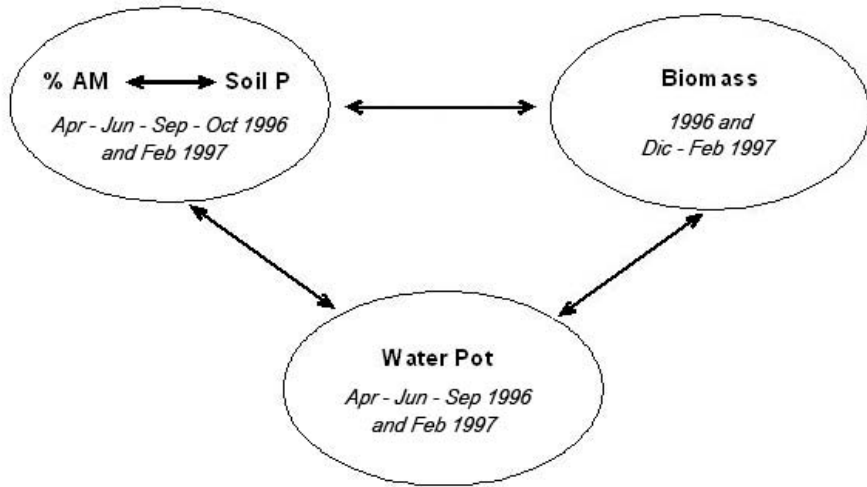 % AM Soil P
Apr - Jun - Sep - Oct 1996
and Feb 1997
Biomass
1996 and
Dic - Feb 1997
Water Pot
Apr - Jun - Sep 1996
and Feb 1997